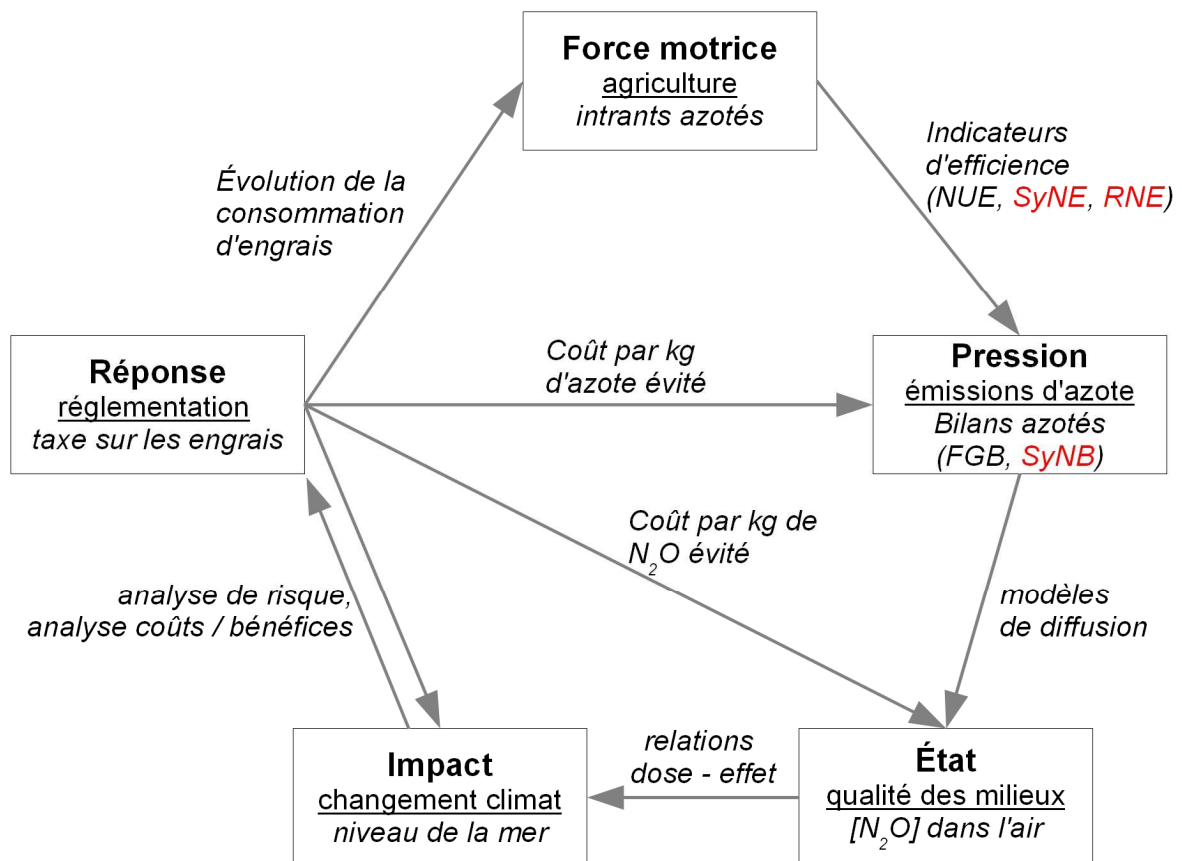 Force motrice
agriculture
intrants azotés
Indicateurs
d'efficience
(NUE, SyNE, RNE)
Évolution de la
consommation
d'engrais
Réponse
réglementation
taxe sur les engrais
Coût par kg
d'azote évité
Pression
émissions d'azote
Bilans azotés
(FGB, SyNB)
Coût par kg de
N₂O évité
analyse de risque,
analyse coûts / bénéfices
modèles
de diffusion
Impact
changement climat
niveau de la mer
relations
dose - effet
État
qualité des milieux
[N₂O] dans l'air